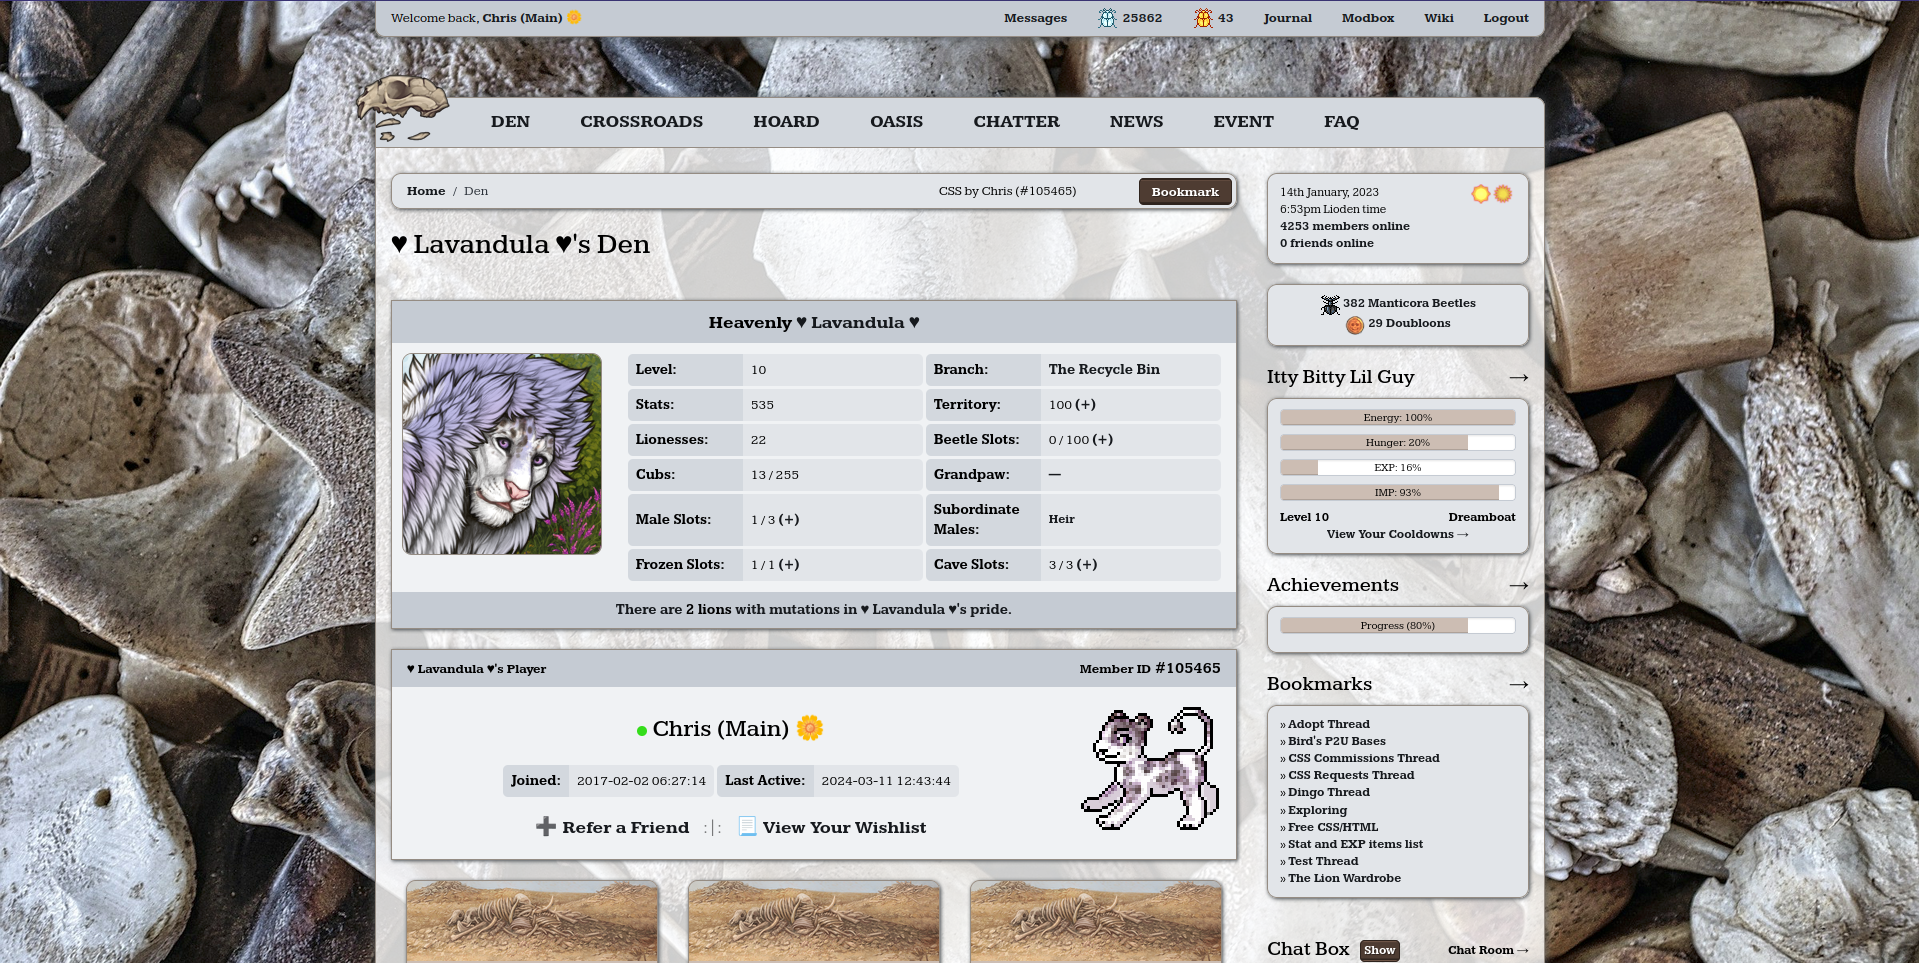 Welcome back, Chris (Main) 🌼
Messages 25862 43 Journal Modbox Wiki Logout
DEN CROSSROADS HOARD OASIS CHATTER NEWS EVENT FAQ
Home / Den CSS by Chris (#105465) Bookmark
♥ Lavandula ♥'s Den
Heavenly ♥ Lavandula ♥
Level: 10 Branch: The Recycle Bin
Stats: 535 Territory: 100 (+)
Lionesses: 22 Beetle Slots: 0 / 100 (+)
Cubs: 13 / 255 Grandpaw: —
Male Slots: 1 / 3 (+) Subordinate Males: Heir
Frozen Slots: 1 / 1 (+) Cave Slots: 3 / 3 (+)
There are 2 lions with mutations in ♥ Lavandula ♥'s pride.
♥ Lavandula ♥'s Player Member ID #105465
Chris (Main) 🌼
Joined: 2017-02-02 06:27:14 Last Active: 2024-03-11 12:43:44
➕ Refer a Friend :|: 📃 View Your Wishlist
14th January, 2023
6:53pm Lioden time
4253 members online
0 friends online
382 Manticora Beetles
29 Doubloons
Itty Bitty Lil Guy →
Energy: 100%
Hunger: 20%
EXP: 16%
IMP: 93%
Level 10 Dreamboat
View Your Cooldowns →
Achievements →
Progress (80%)
Bookmarks →
» Adopt Thread
» Bird's P2U Bases
» CSS Commissions Thread
» CSS Requests Thread
» Dingo Thread
» Exploring
» Free CSS/HTML
» Stat and EXP items list
» Test Thread
» The Lion Wardrobe
Chat Box Show Chat Room →